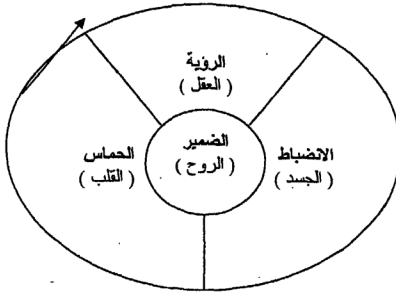 الرؤية
( العقل )
الانضباط
( الجسد )
الضمير
( الروح )
الحماس
( القلب )